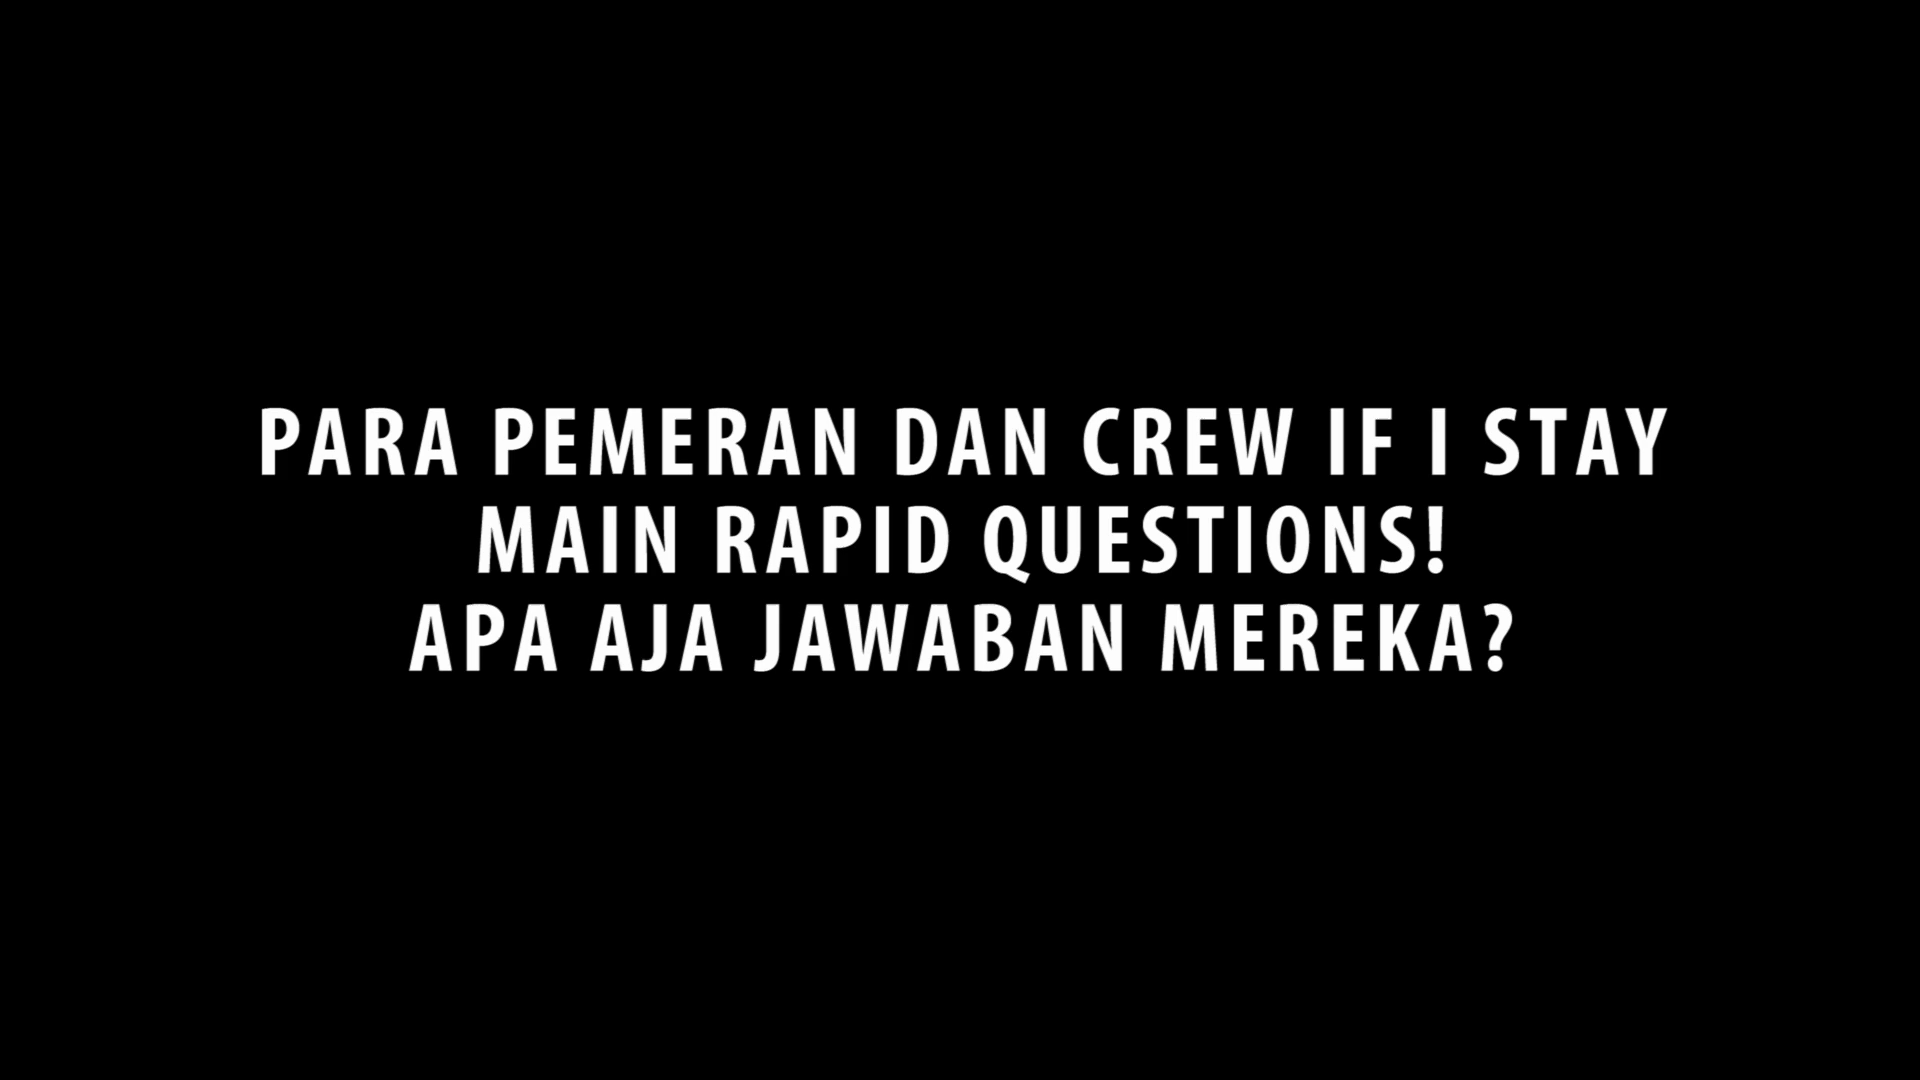 PARA PEMERAN DAN CREW IF I STAY
MAIN RAPID QUESTIONS!
APA AJA JAWABAN MEREKA?